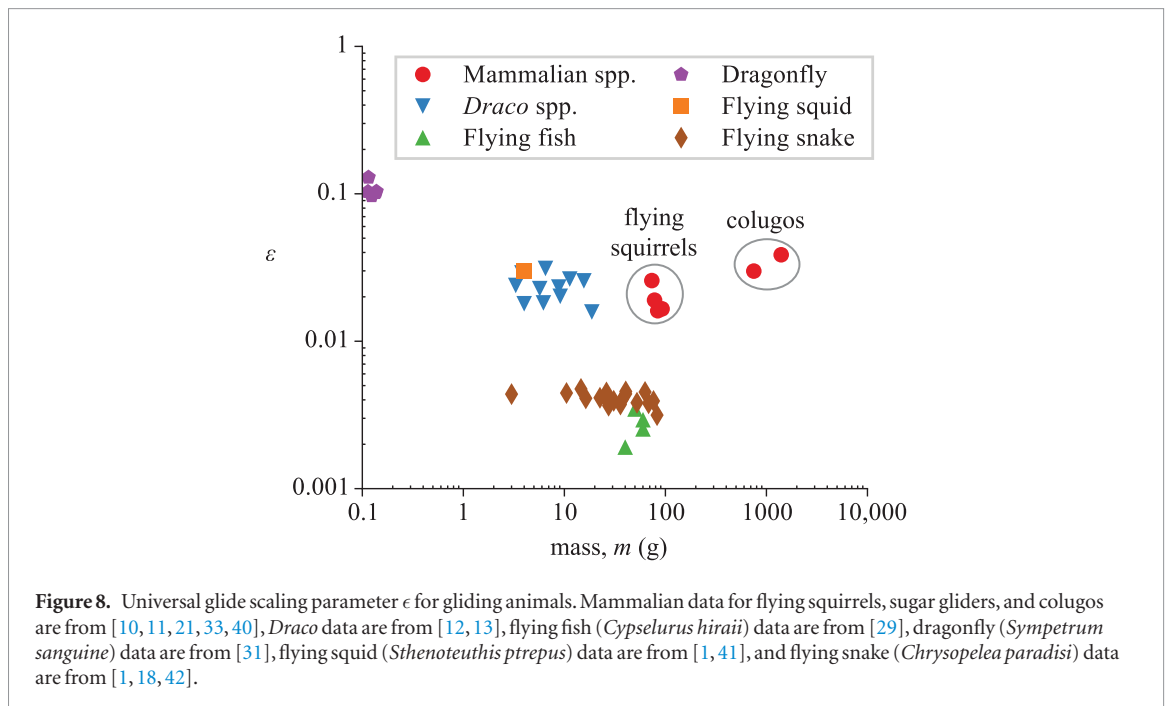 1
Mammalian spp.
Dragonfly
Draco spp.
Flying squid
Flying fish
Flying snake
0.1
flying
squirrels
colugos
ε
0.01
0.001
0.1 1 10 100 1000 10,000
mass, m (g)
Figure 8. Universal glide scaling parameter ϵ for gliding animals. Mammalian data for flying squirrels, sugar gliders, and colugos
are from [10, 11, 21, 33, 40], Draco data are from [12, 13], flying fish (Cypselurus hiraii) data are from [29], dragonfly (Sympetrum
sanguine) data are from [31], flying squid (Sthenoteuthis ptrepus) data are from [1, 41], and flying snake (Chrysopelea paradisi) data
are from [1, 18, 42].